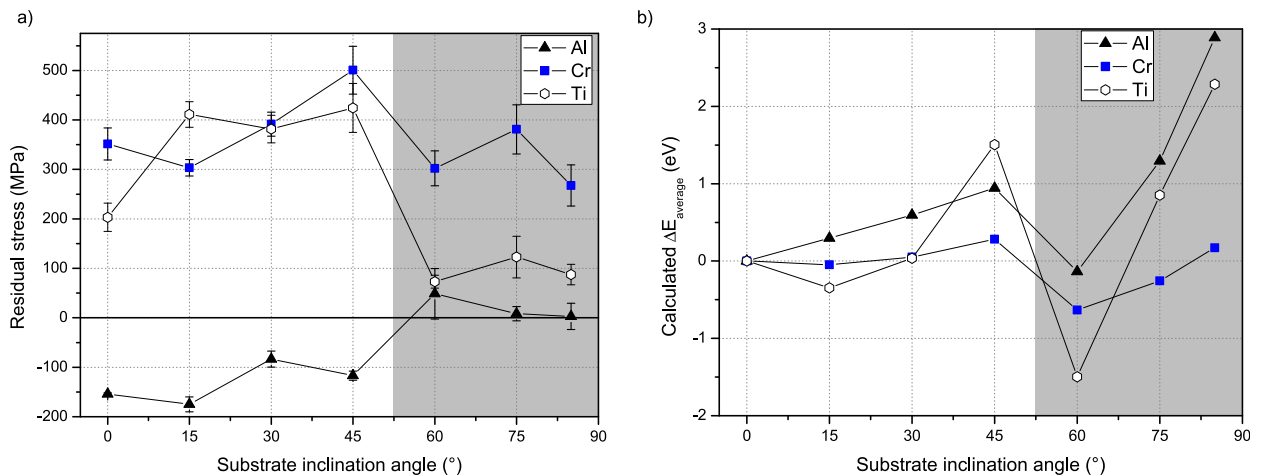 a)
Residual stress (MPa)
500
400
300
200
100
0
-100
-200
Al
Cr
Ti
0 15 30 45 60 75 90
Substrate inclination angle (°)
b)
Calculated ΔE_average (eV)
3
2
1
0
-1
-2
Al
Cr
Ti
0 15 30 45 60 75 90
Substrate inclination angle (°)